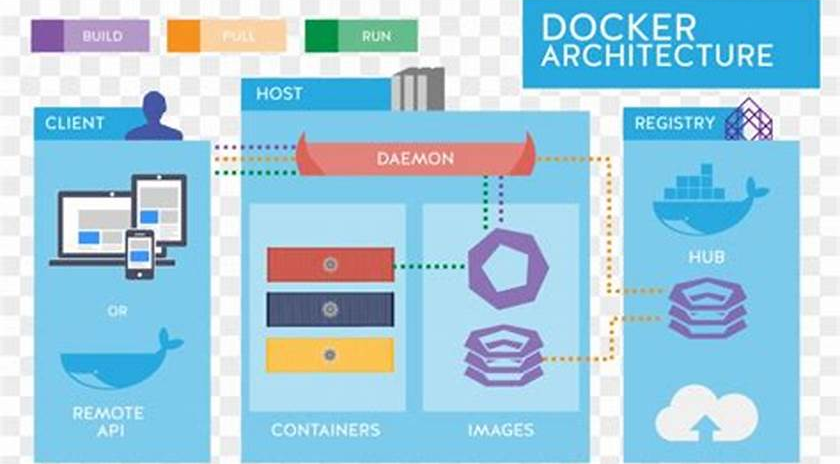 BUILD
PULL
RUN
DOCKER
ARCHITECTURE
HOST
CLIENT
REGISTRY
DAEMON
HUB
OR
REMOTE
API
CONTAINERS
IMAGES